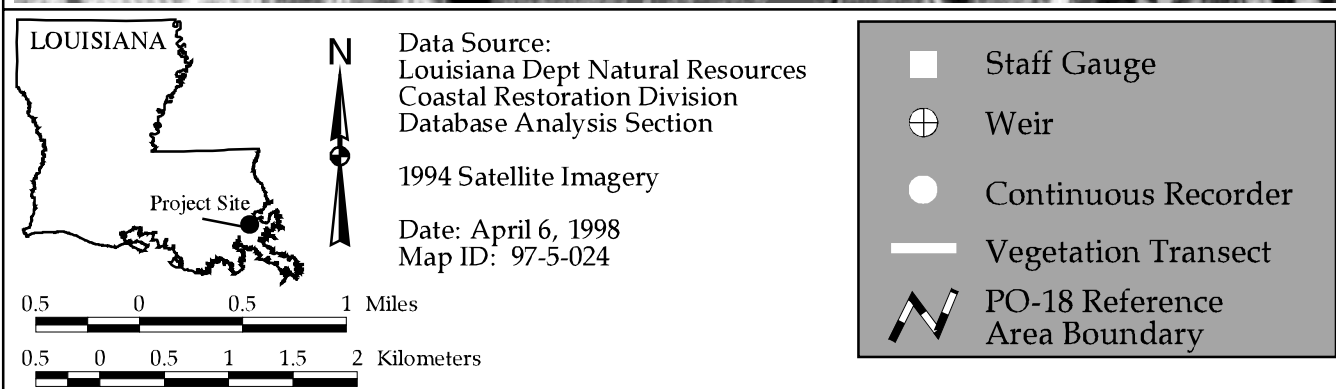 LOUISIANA
Project Site
N
Data Source:
Louisiana Dept Natural Resources
Coastal Restoration Division
Database Analysis Section
1994 Satellite Imagery
Date: April 6, 1998
Map ID: 97-5-024
0.5 0 0.5 1 Miles
0.5 0 0.5 1 1.5 2 Kilometers
Staff Gauge
Weir
Continuous Recorder
Vegetation Transect
PO-18 Reference
Area Boundary